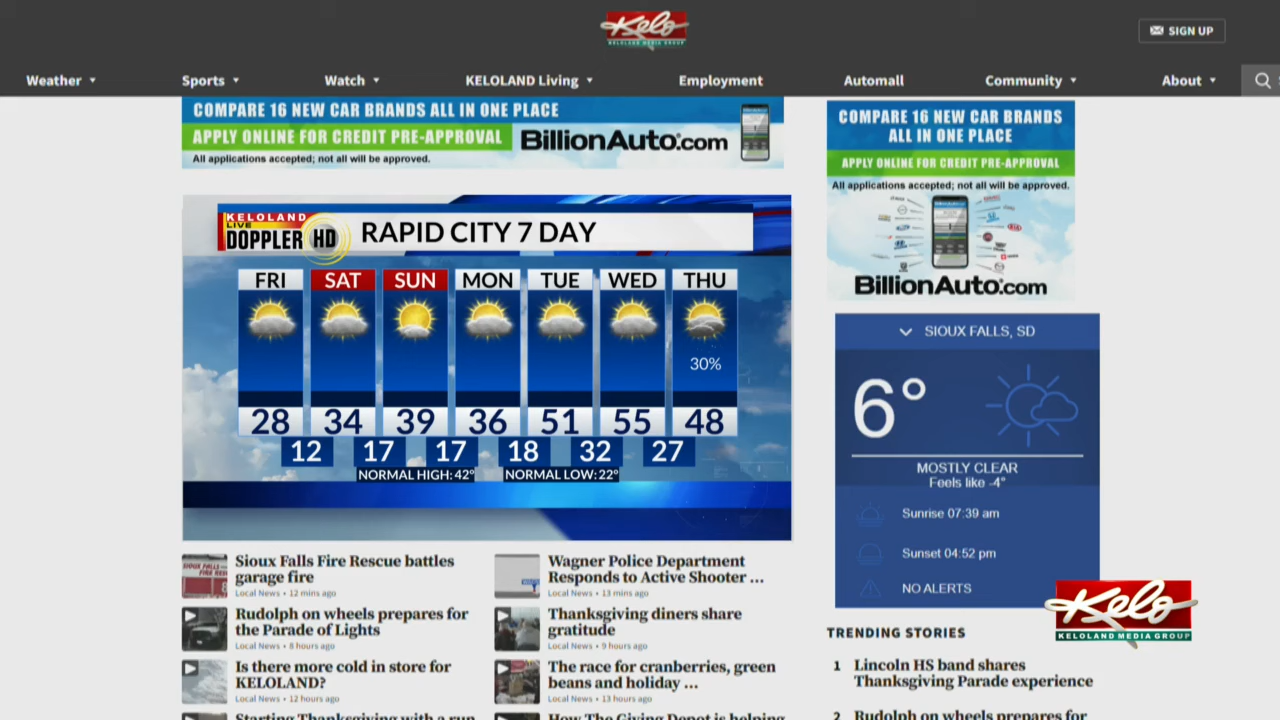 Kelo
KELOLAND MEDIA GROUP
SIGN UP
Weather
Sports
Watch
KELOLAND Living
Employment
Automall
Community
About
COMPARE 16 NEW CAR BRANDS ALL IN ONE PLACE
APPLY ONLINE FOR CREDIT PRE-APPROVAL
BillionAuto.com
All applications accepted; not all will be approved.
COMPARE 16 NEW CAR BRANDS
ALL IN ONE PLACE
APPLY ONLINE FOR CREDIT PRE-APPROVAL
All applications accepted; not all will be approved.
BillionAuto.com
KELOLAND
LIVE
DOPPLER HD
RAPID CITY 7 DAY
FRI SAT SUN MON TUE WED THU
30%
28 34 39 36 51 55 48
12 17 17 18 32 27
NORMAL HIGH: 42° NORMAL LOW: 22°
SIOUX FALLS, SD
6°
MOSTLY CLEAR
Feels like -4°
Sunrise 07:39 am
Sunset 04:52 pm
NO ALERTS
Sioux Falls Fire Rescue battles
garage fire
Local News • 12 mins ago
Wagner Police Department
Responds to Active Shooter ...
Local News • 13 mins ago
Rudolph on wheels prepares for
the Parade of Lights
Local News • 8 hours ago
Thanksgiving diners share
gratitude
Local News • 9 hours ago
Is there more cold in store for
KELOLAND?
Local News • 12 hours ago
The race for cranberries, green
beans and holiday ...
Local News • 13 hours ago
Starting Thanksgiving with a run
How The Giving Depot is helping
Kelo
KELOLAND MEDIA GROUP
TRENDING STORIES
1 Lincoln HS band shares
Thanksgiving Parade experience
2 Rudolph on wheels prepares for